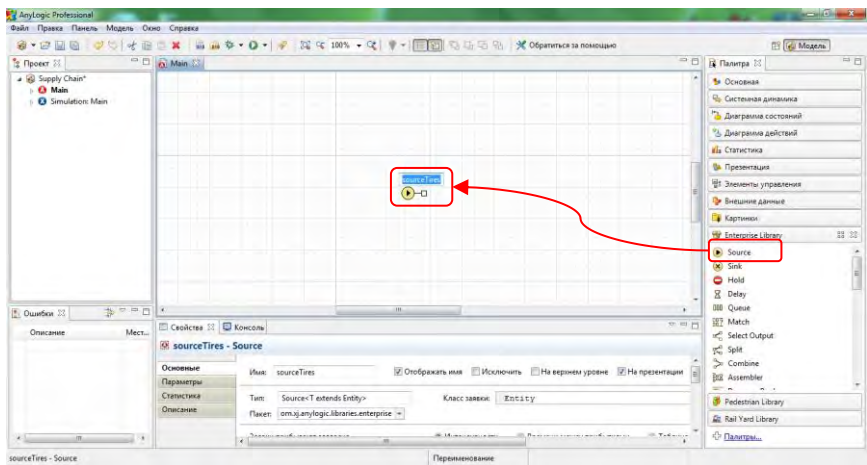 AnyLogic Professional
Файл Правка Панель Модель Окно Справка
100% Обратиться за помощью Модель
Проект
Supply Chain*
Main
Simulation: Main
Main
sourceTires
Палитра
Основная
Системная динамика
Диаграмма состояний
Диаграмма действий
Статистика
Презентация
Элементы управления
Внешние данные
Картинки
Enterprise Library
Source
Sink
Hold
Delay
Queue
Match
Select Output
Split
Combine
Assembler
Pedestrian Library
Rail Yard Library
Палитры...
Ошибки
Описание Мест...
Свойства Консоль
sourceTires - Source
Основные
Параметры
Статистика
Описание
Имя: sourceTires Отображать имя Исключить На верхнем уровне На презентации
Тип: Source<T extends Entity> Класс заявки: Entity
Пакет: om.xj.anylogic.libraries.enterprise
sourceTires - Source Переименование